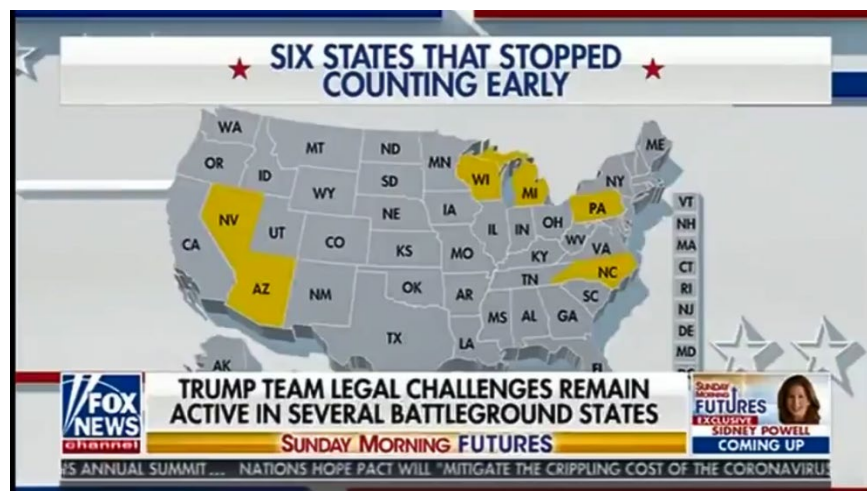 SIX STATES THAT STOPPED
COUNTING EARLY
WA
MT
ND
MN
ME
OR
ID
SD
WI
MI
NY
WY
NV
NE
IA
PA
VT
CA
UT
CO
IL
IN
OH
WV
VA
NH
KS
MO
KY
MA
AZ
NM
OK
TN
NC
CT
AR
SC
RI
TX
MS
AL
GA
NJ
LA
DE
AK
FL
MD
FOX
NEWS
channel
TRUMP TEAM LEGAL CHALLENGES REMAIN
ACTIVE IN SEVERAL BATTLEGROUND STATES
SUNDAY MORNING FUTURES
SUNDAY
MORNING
FUTURES
EXCLUSIVE
SIDNEY POWELL
COMING UP
'S ANNUAL SUMMIT... NATIONS HOPE PACT WILL "MITIGATE THE CRIPPLING COST OF THE CORONAVIRUS